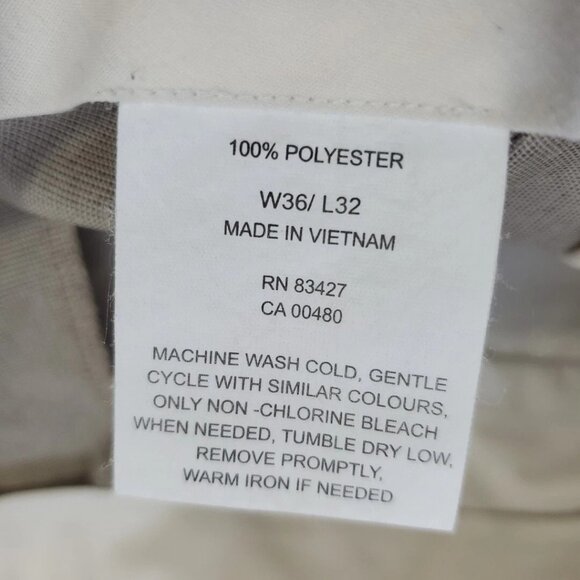 100% POLYESTER
W36/ L32
MADE IN VIETNAM
RN 83427
CA 00480
MACHINE WASH COLD, GENTLE
CYCLE WITH SIMILAR COLOURS,
ONLY NON -CHLORINE BLEACH
WHEN NEEDED, TUMBLE DRY LOW,
REMOVE PROMPTLY,
WARM IRON IF NEEDED